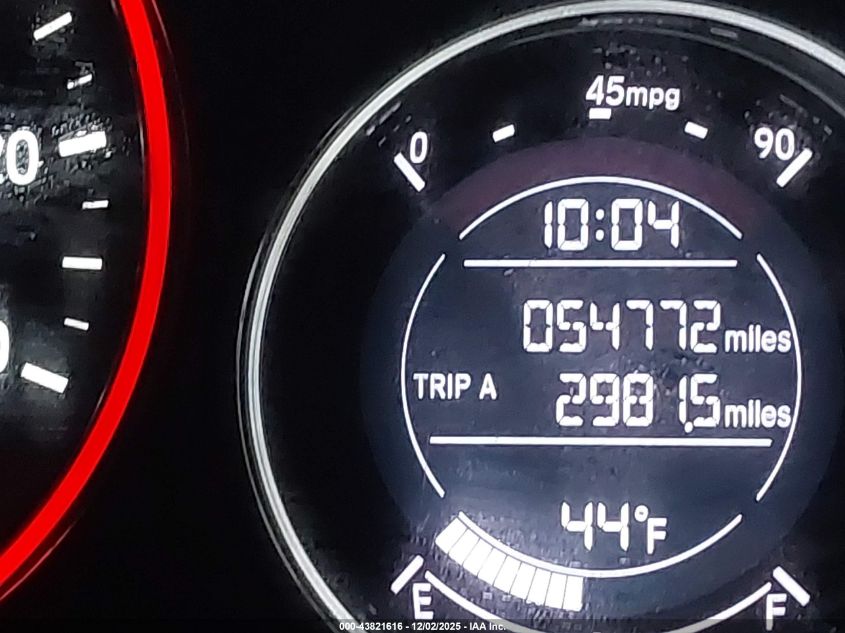 45mpg
0
90
10:04
054772 miles
TRIP A 2981.5 miles
44°F
E
F
000-43821616 - 12/02/2025 - IAA Inc.